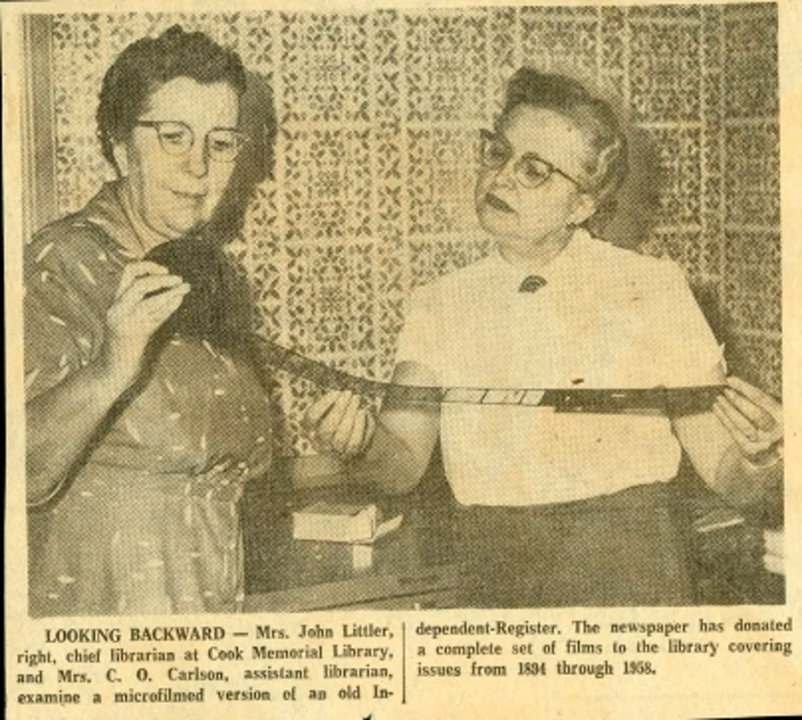 LOOKING BACKWARD — Mrs. John Littler,
right, chief librarian at Cook Memorial Library,
and Mrs. C. O. Carlson, assistant librarian,
examine a microfilmed version of an old In-
dependent-Register. The newspaper has donated
a complete set of films to the library covering
issues from 1894 through 1958.